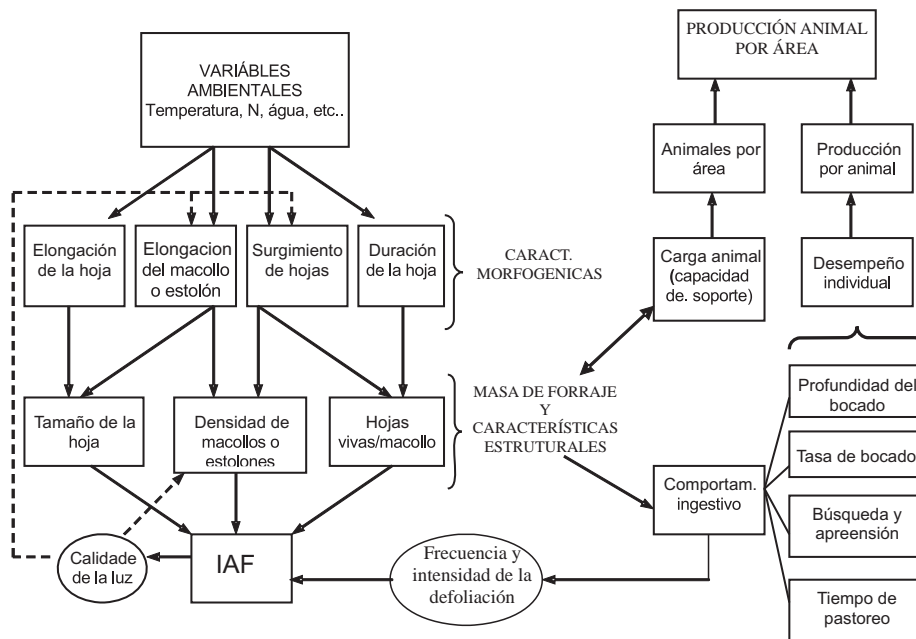 PRODUCCIÓN ANIMAL
POR ÁREA
VARIÁBLES
AMBIENTALES
Temperatura, N, água, etc..
Animales por
área
Producción
por animal
Elongación
de la hoja
Elongacion
del macollo
o estolón
Surgimiento
de hojas
Duración
de la hoja
CARACT.
MORFOGENICAS
Carga animal
(capacidad
de. soporte)
Desempeño
individual
Tamaño de la
hoja
Densidad de
macollos o
estolones
Hojas
vivas/macollo
MASA DE FORRAJE
Y
CARACTERÍSTICAS
ESTRUTURALES
Profundidad del
bocado
Tasa de bocado
Comportam.
ingestivo
Búsqueda y
apreensión
Tiempo de
pastoreo
Calidade
de la luz
IAF
Frecuencia y
intensidad de la
defoliación